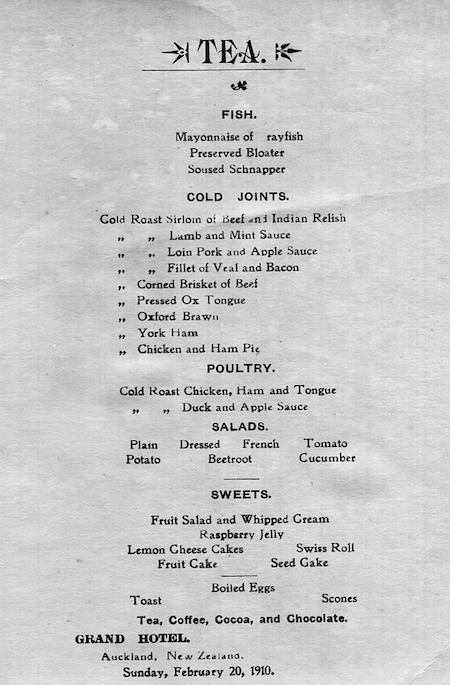 TEA.
FISH.
Mayonnaise of rayfish
Preserved Bloater
Soused Schnapper
COLD JOINTS.
Cold Roast Sirloin of Beef and Indian Relish
„ „ Lamb and Mint Sauce
„ „ Loin Pork and Apple Sauce
„ „ Fillet of Veal and Bacon
„ Corned Brisket of Beef
„ Pressed Ox Tongue
„ Oxford Brawn
„ York Ham
„ Chicken and Ham Pie
POULTRY.
Cold Roast Chicken, Ham and Tongue
„ „ Duck and Apple Sauce
SALADS.
Plain Dressed French Tomato
Potato Beetroot Cucumber
SWEETS.
Fruit Salad and Whipped Cream
Raspberry Jelly
Lemon Cheese Cakes Swiss Roll
Fruit Cake Seed Cake
Boiled Eggs
Toast Scones
Tea, Coffee, Cocoa, and Chocolate.
GRAND HOTEL.
Auckland, New Zealand.
Sunday, February 20, 1910.